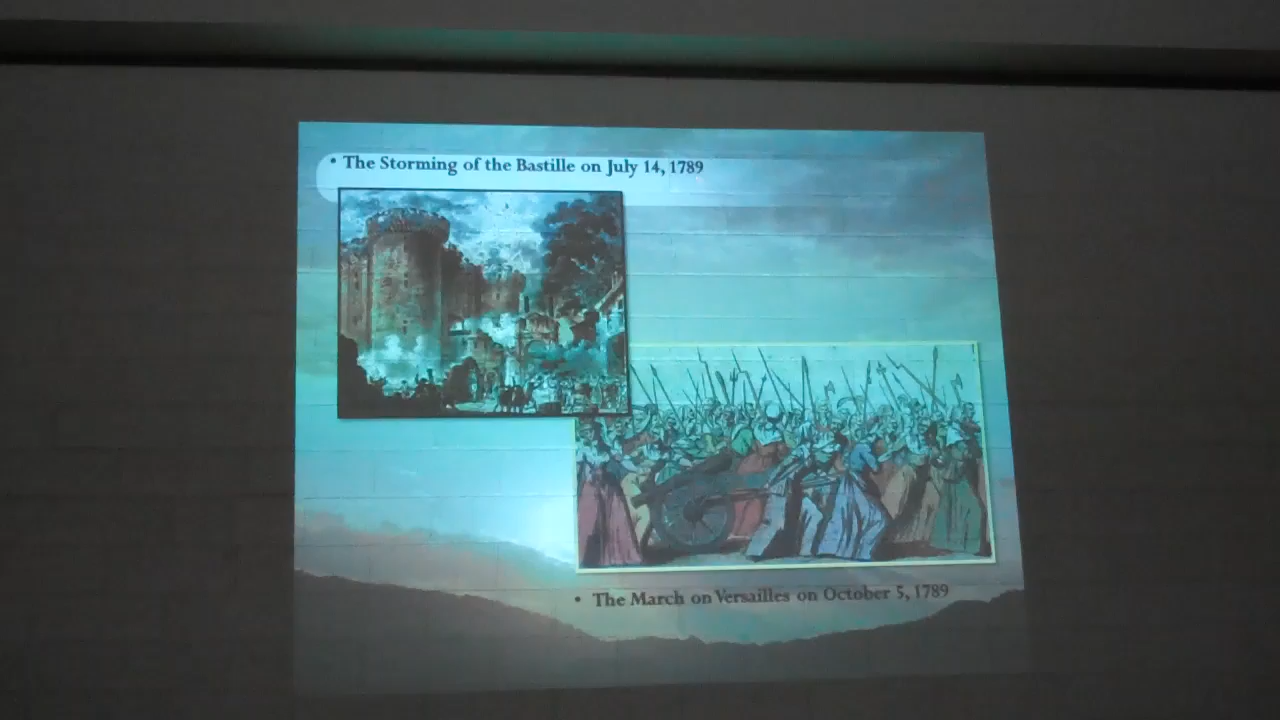 • The Storming of the Bastille on July 14, 1789
• The March on Versailles on October 5, 1789